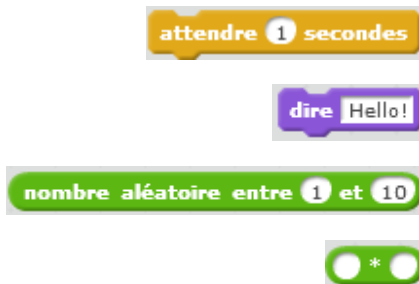 attendre 1 secondes
dire Hello!
nombre aléatoire entre 1 et 10
*